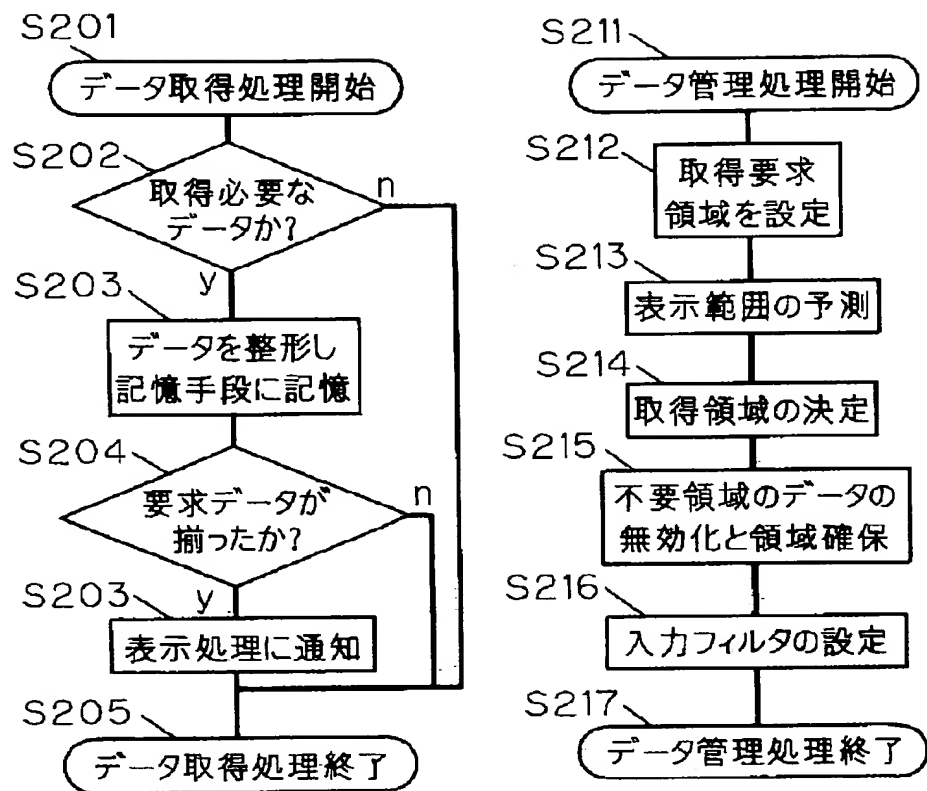 S201
データ取得処理開始
S202
取得必要な
データか?
n
y
S203
データを整形し
記憶手段に記憶
S204
要求データが
揃ったか?
n
y
S203
表示処理に通知
S205
データ取得処理終了
S211
データ管理処理開始
S212
取得要求
領域を設定
S213
表示範囲の予測
S214
取得領域の決定
S215
不要領域のデータの
無効化と領域確保
S216
入力フィルタの設定
S217
データ管理処理終了